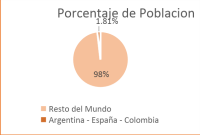 Porcentaje de Poblacion
1.81%
98%
Resto del Mundo
Argentina - España - Colombia